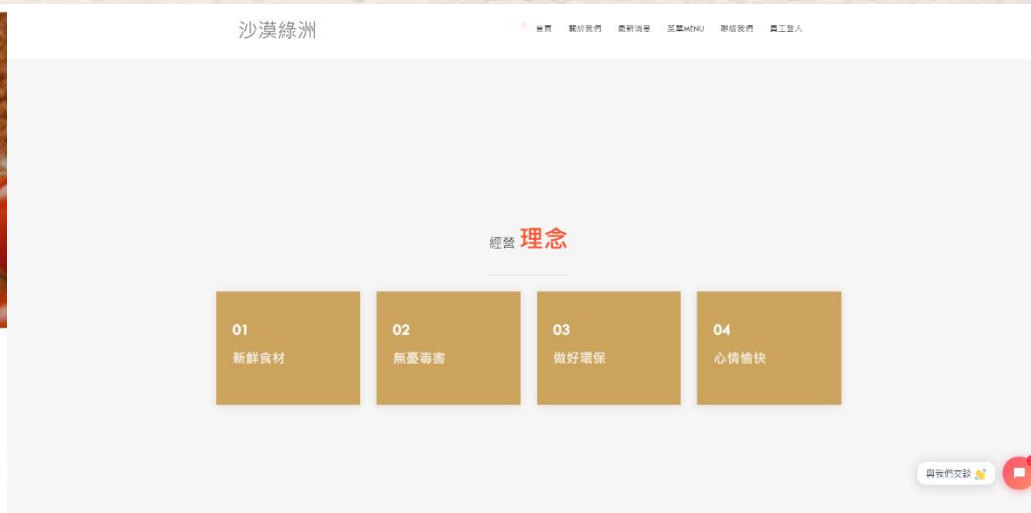 沙漠綠洲
首頁 關於我們 最新消息 菜單MENU 聯絡我們 員工登入
經營 理念
01 02 03 04
新鮮食材 無憂毒害 做好環保 心情愉快
與我們交談 👋